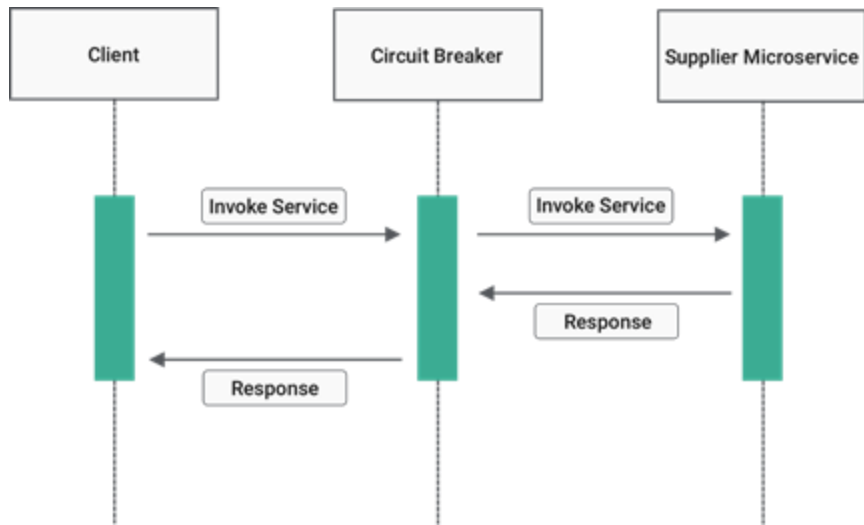 Client
Circuit Breaker
Supplier Microservice
Invoke Service
Invoke Service
Response
Response